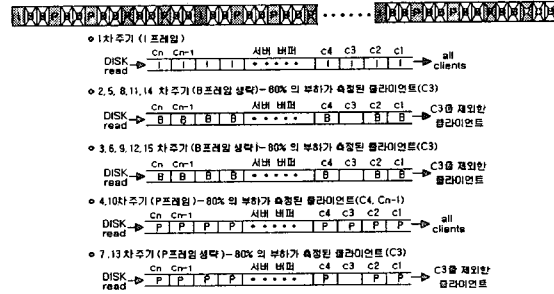 1차 주기 (I 프레임)
Cn Cn-1 서버 버퍼 c4 c3 c2 c1
DISK read I I I I • • • • • I I I I all clients
2, 5, 8, 11, 14 차 주기 (B프레임 생략) - 60% 의 부하가 측정된 클라이언트(C3)
Cn Cn-1 서버 버퍼 c4 c3 c2 c1
DISK read B B B B • • • • • B B B C3를 제외한 클라이언트
3, 6, 9, 12, 15 차 주기 (B프레임 생략) - 80% 의 부하가 측정된 클라이언트(C3)
Cn Cn-1 서버 버퍼 c4 c3 c2 c1
DISK read B B B B • • • • • B B B C3를 제외한 클라이언트
4, 10차 주기 (P프레임) - 80% 의 부하가 측정된 클라이언트(C4, Cn-1)
Cn Cn-1 서버 버퍼 c4 c3 c2 c1
DISK read P P P P • • • • • P P P P all clients
7, 13차 주기 (P프레임 생략) - 80% 의 부하가 측정된 클라이언트(C3)
Cn Cn-1 서버 버퍼 c4 c3 c2 c1
DISK read P P P P • • • • • P P P C3를 제외한 클라이언트